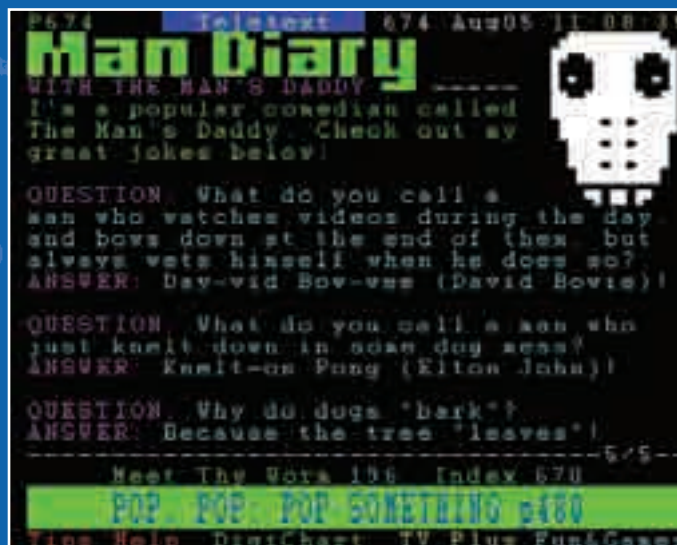 P674 Teletext 674 Aug05 11:08:39
Man Diary
WITH THE MAN'S DADDY -----
I'm a popular comedian called
The Man's Daddy. Check out my
great jokes below!
QUESTION: What do you call a
man who watches videos during the day
and bows down at the end of them, but
always wets himself when he does so?
ANSWER: Day-vid Bow-wee (David Bowie)!
QUESTION: What do you call a man who
just knelt down in some dog mess?
ANSWER: Knelt-on Pong (Elton John)!
QUESTION: Why do dogs "bark"?
ANSWER: Because the tree "leaves"!
5/5
Meet Thy Worm 196 Index 670
POP, POP, POP SOMETHING p480
Tips Help DigiChart TV Plus Fun&Games